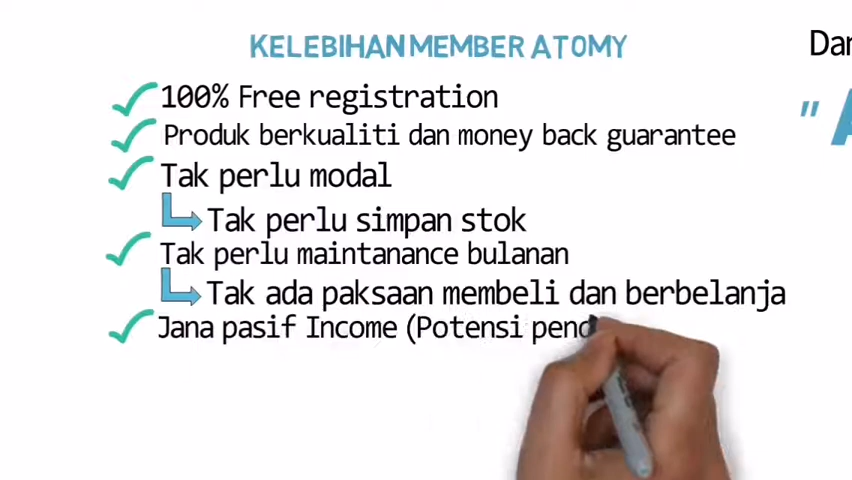 KELEBIHAN MEMBER ATOMY
100% Free registration
Produk berkualiti dan money back guarantee
Tak perlu modal
Tak perlu simpan stok
Tak perlu maintanance bulanan
Tak ada paksaan membeli dan berbelanja
Jana pasif Income (Potensi pend